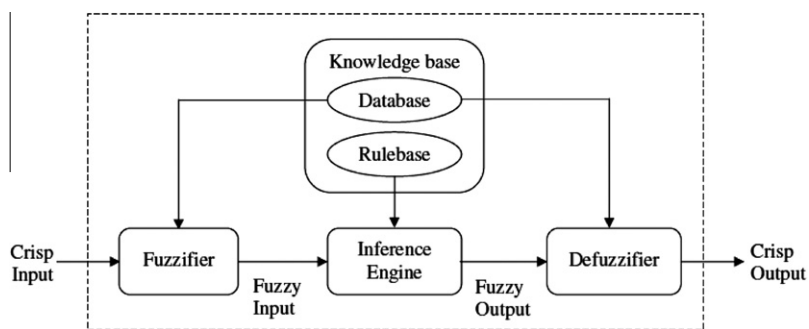 Knowledge base
Database
Rulebase
Crisp
Input
Fuzzifier
Fuzzy
Input
Inference
Engine
Fuzzy
Output
Defuzzifier
Crisp
Output